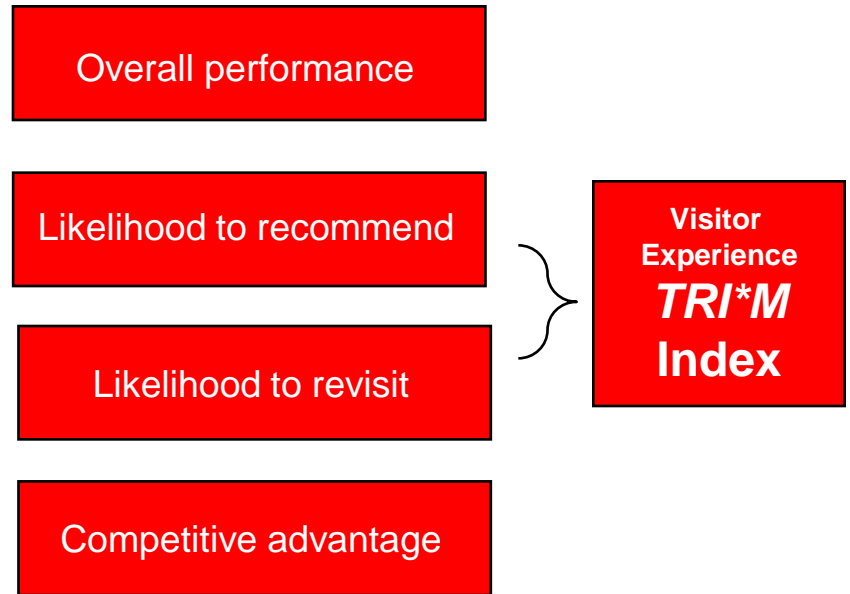 Overall performance
Likelihood to recommend
Likelihood to revisit
Competitive advantage
Visitor
Experience
TRI*M
Index